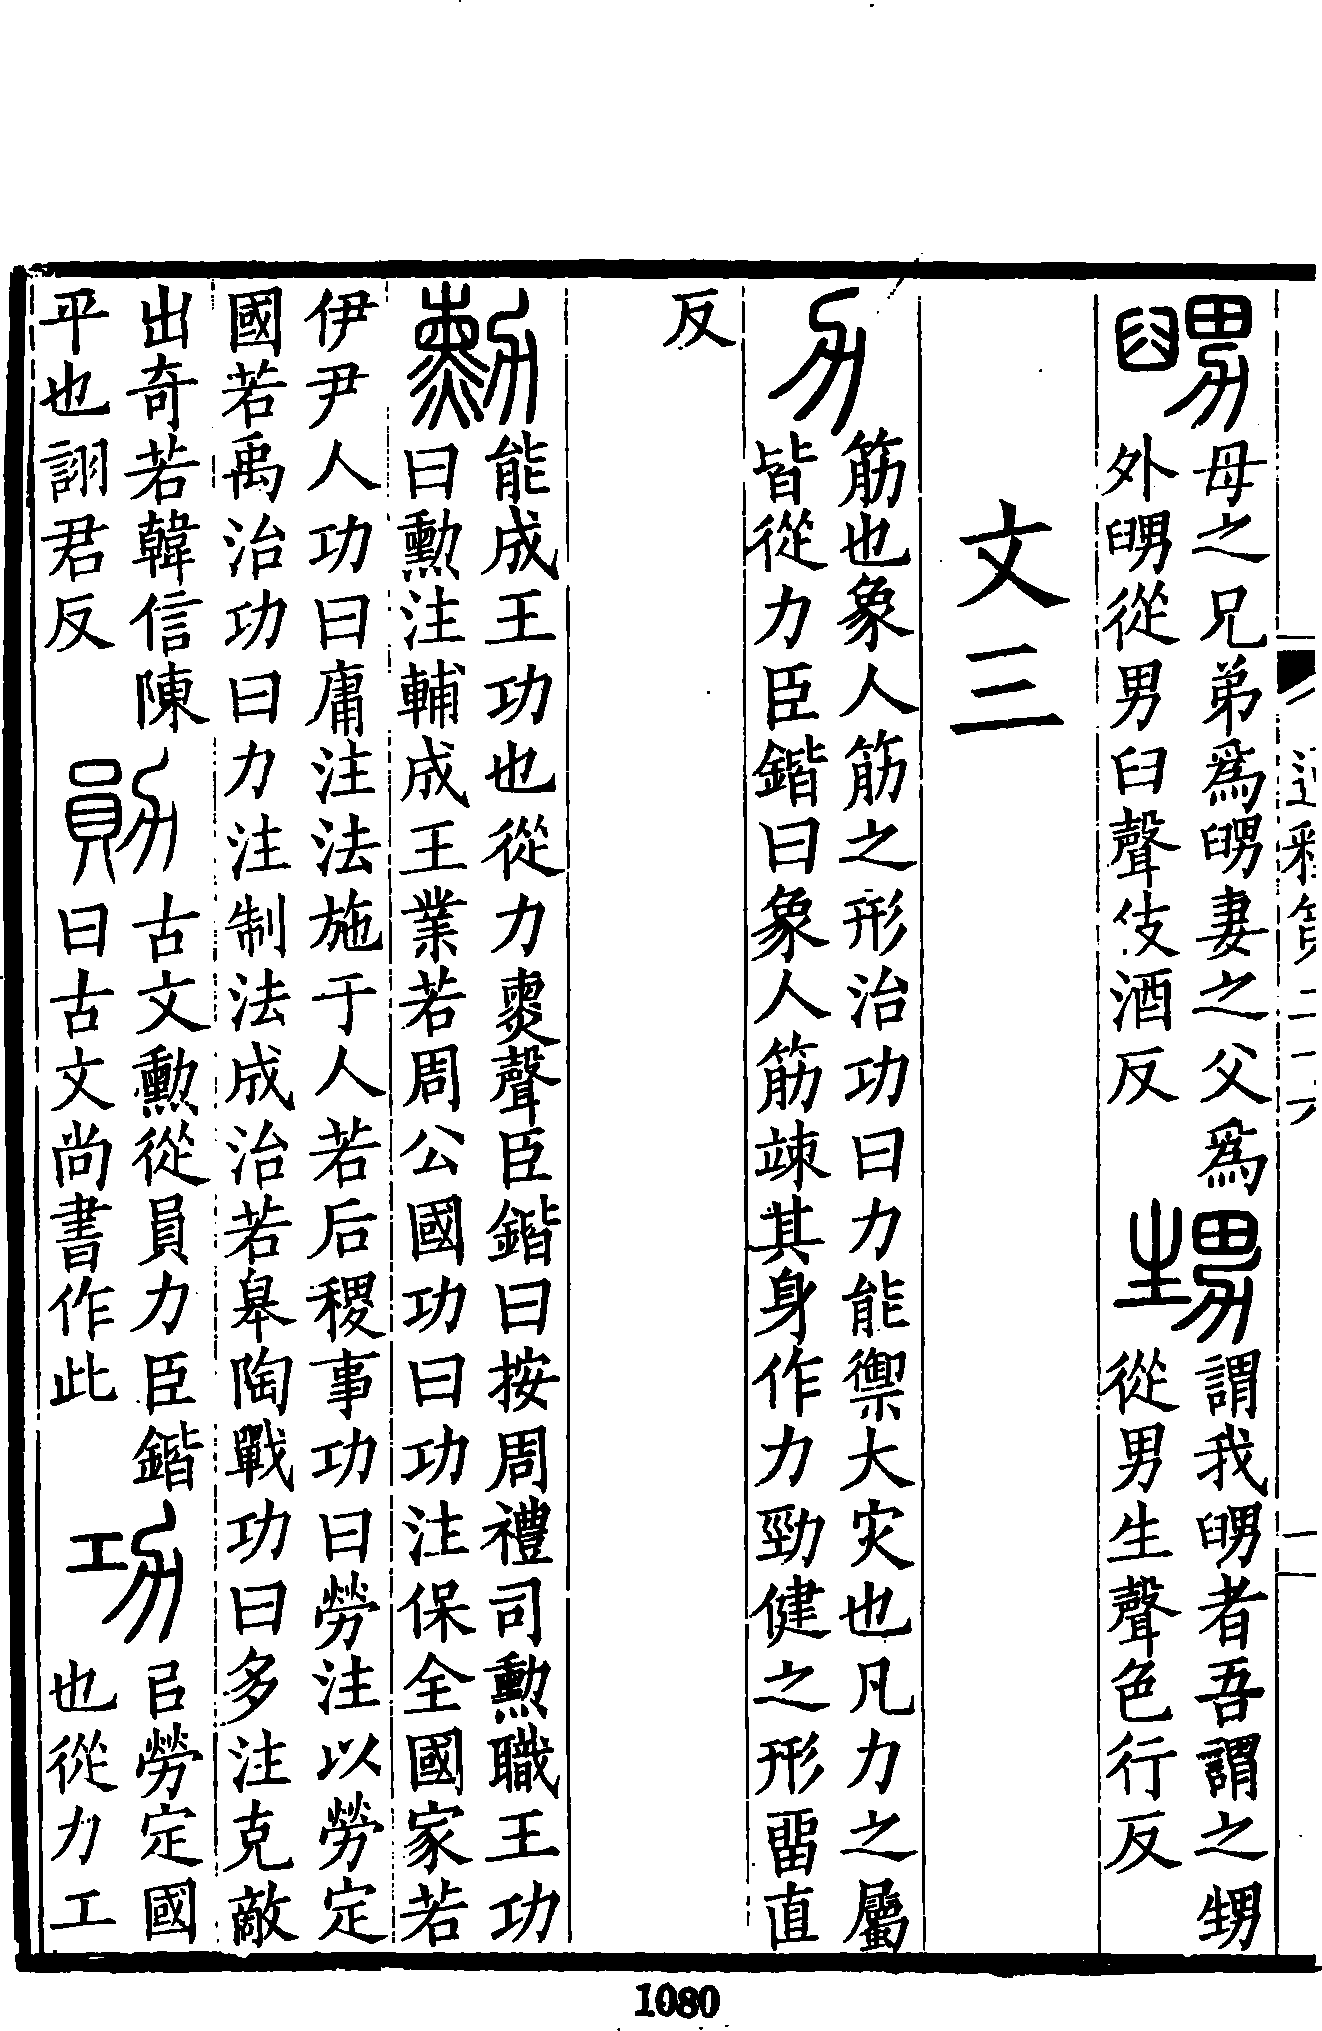 舅
母之兄弟爲舅妻之父爲
外舅從男臼聲伎酒反
甥
謂我舅者吾謂之甥
從男生聲色行反
文三
力
筋也象人筋之形治功曰力能禦大灾也凡力之屬
皆從力臣鍇曰象人筋竦其身作力勁健之形畱直
反
勳
能成王功也從力熏聲臣鍇曰按周禮司勳職王功
曰勳注輔成王業若周公國功曰功注保全國家若
伊尹人功曰庸注法施于人若后稷事功曰勞注以勞定
國若禹治功曰力注制法成治若皋陶戰功曰多注克敵
出奇若韓信陳
平也詡君反
勛
古文勳從員力臣鍇
曰古文尚書作此
功
㠯勞定國
也從力工
1080